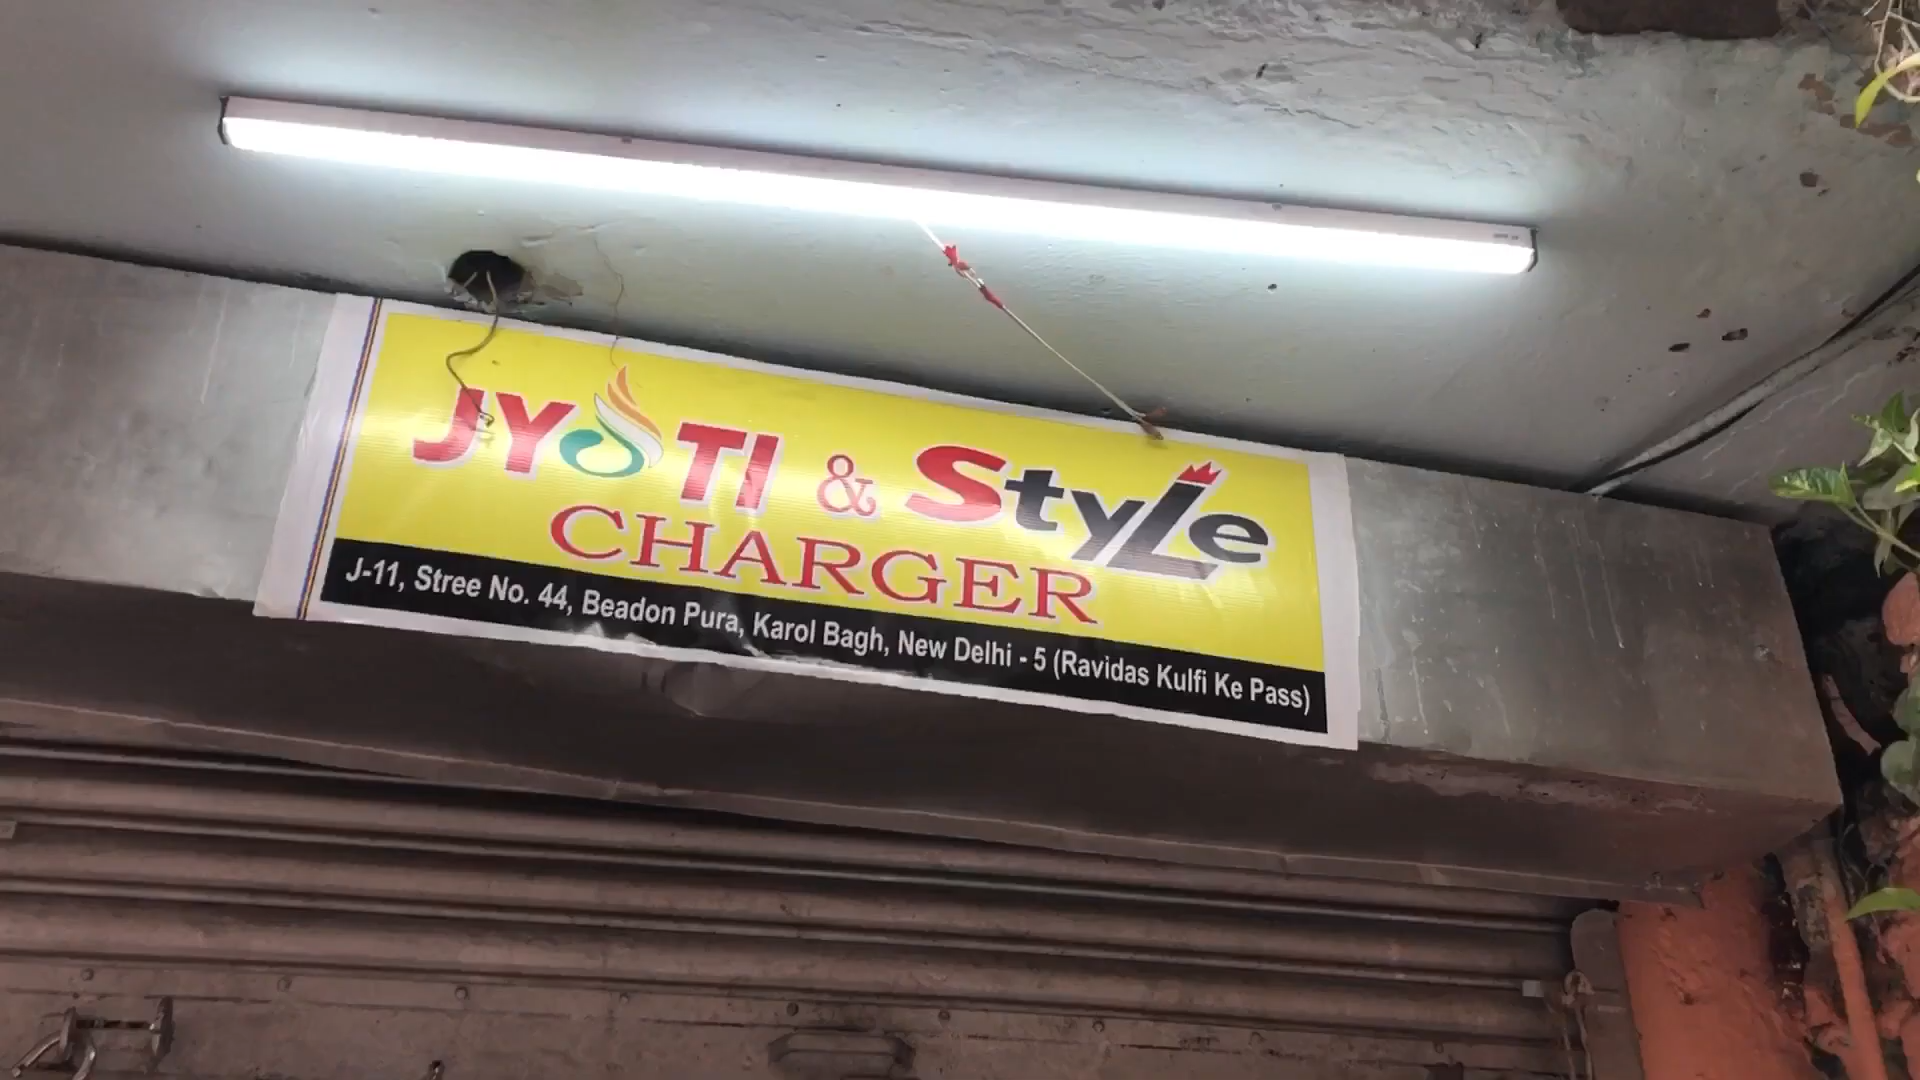 JYOTI & StyLe
CHARGER
J-11, Stree No. 44, Beadon Pura, Karol Bagh, New Delhi - 5 (Ravidas Kulfi Ke Pass)